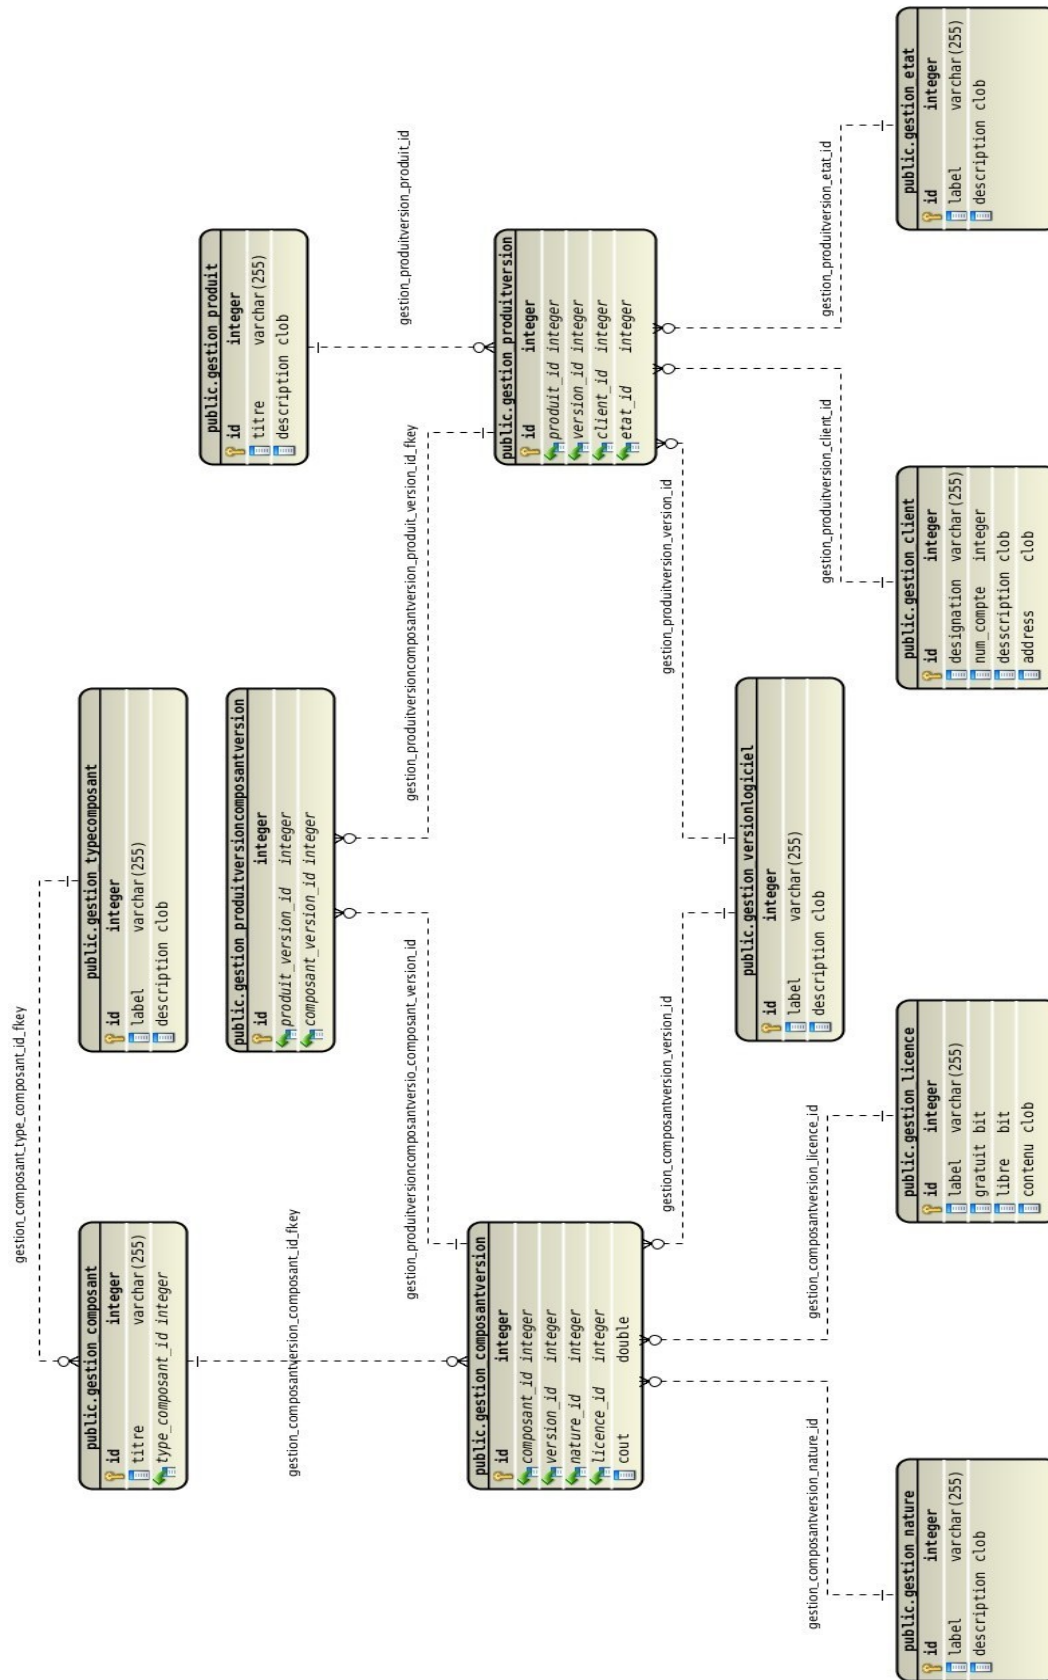 gestion_composant_type_composant_id_fkey
public.gestion_composant
id integer
titre varchar(255)
type_composant_id integer
public.gestion_typecomposant
id integer
label varchar(255)
description clob
public.gestion_produit
id integer
titre varchar(255)
description clob
public.gestion_produitversioncomposantversion
id integer
produit_version_id integer
composant_version_id integer
gestion_composantversion_composant_id_fkey
gestion_produitversioncomposantversio_composant_version_id
gestion_produitversioncomposantversion_produit_version_id_fkey
gestion_produitversion_produit_id
public.gestion_composantversion
id integer
composant_id integer
version_id integer
nature_id integer
licence_id integer
cout double
public.gestion_produitversion
id integer
produit_id integer
version_id integer
client_id integer
etat_id integer
gestion_composantversion_version_id
gestion_produitversion_version_id
public.gestion_versionlogiciel
id integer
label varchar(255)
description clob
gestion_composantversion_nature_id
gestion_composantversion_licence_id
gestion_produitversion_client_id
gestion_produitversion_etat_id
public.gestion_nature
id integer
label varchar(255)
description clob
public.gestion_licence
id integer
label varchar(255)
gratuit bit
libre bit
contenu clob
public.gestion_client
id integer
designation varchar(255)
num_compte integer
desscription clob
address clob
public.gestion_etat
id integer
label varchar(255)
description clob